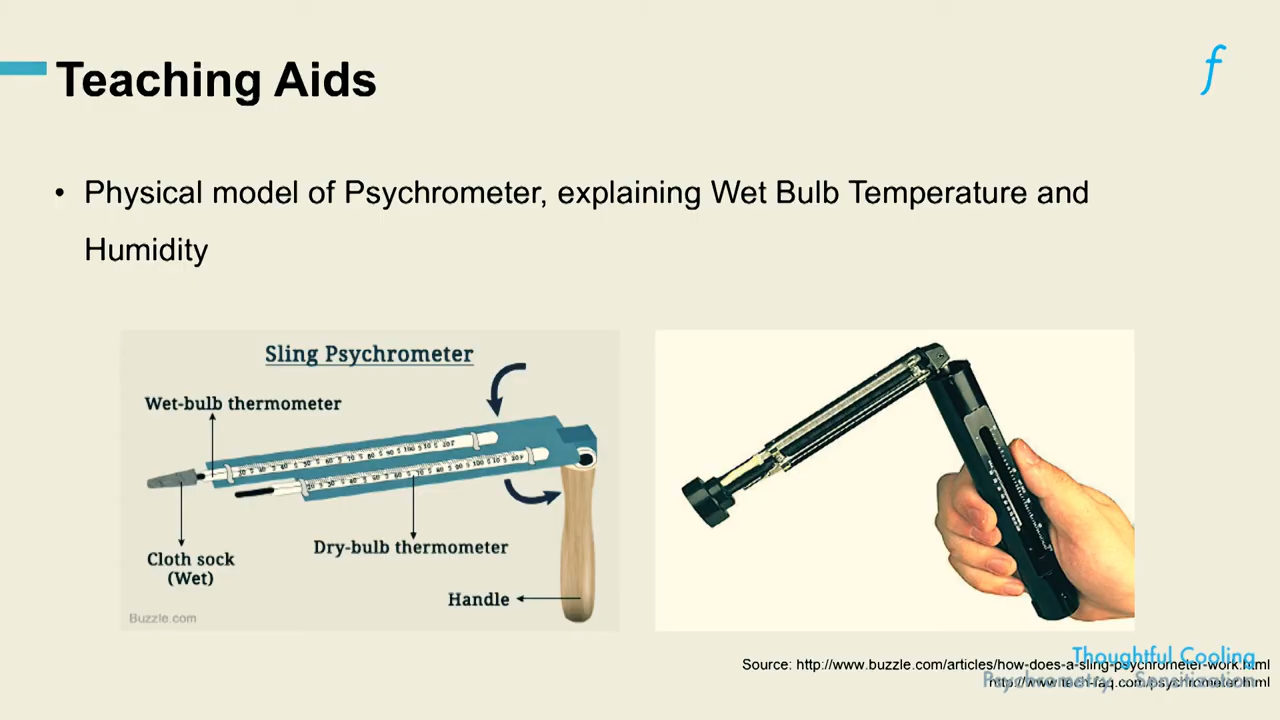 Teaching Aids
f
• Physical model of Psychrometer, explaining Wet Bulb Temperature and
Humidity
Sling Psychrometer
Wet-bulb thermometer
Cloth sock
(Wet)
Dry-bulb thermometer
Handle
Buzzle.com
Thoughtful Cooling
Source: http://www.buzzle.com/articles/how-does-a-sling-psychrometer-work.html
Psychrometry - Sensitization
http://www.tech-faq.com/psychrometer.html